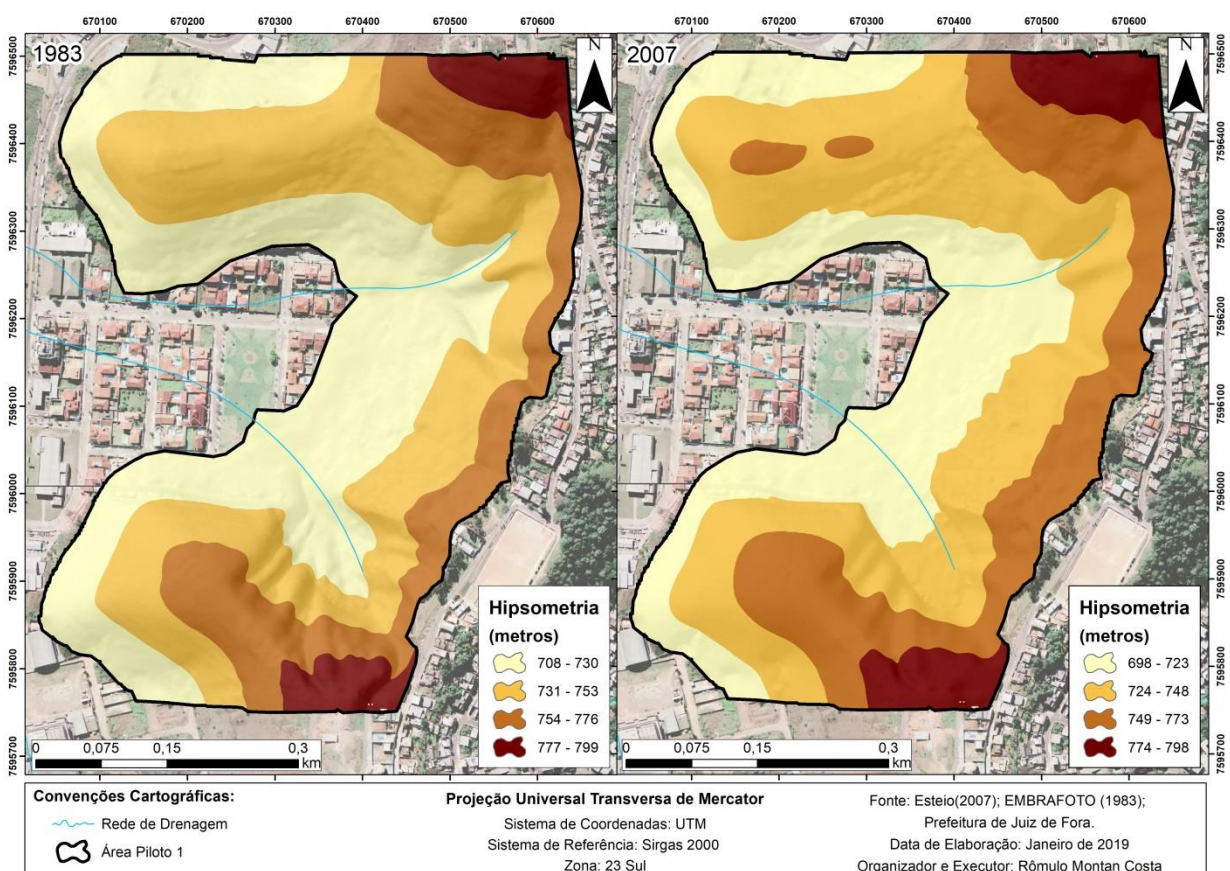 670100 670200 670300 670400 670500 670600
670100 670200 670300 670400 670500 670600
1983
N
7596500
7596400
7596300
7596200
7596100
7596000
7595900
7595800
7595700
Hipsometria
(metros)
708 - 730
731 - 753
754 - 776
777 - 799
0 0,075 0,15 0,3
km
2007
N
7596500
7596400
7596300
7596200
7596100
7596000
7595900
7595800
7595700
Hipsometria
(metros)
698 - 723
724 - 748
749 - 773
774 - 798
0 0,075 0,15 0,3
km
Convenções Cartográficas:
Rede de Drenagem
Área Piloto 1
Projeção Universal Transversa de Mercator
Sistema de Coordenadas: UTM
Sistema de Referência: Sirgas 2000
Zona: 23 Sul
Fonte: Esteio(2007); EMBRAFOTO (1983);
Prefeitura de Juiz de Fora.
Data de Elaboração: Janeiro de 2019
Organizador e Executor: Rômulo Montan Costa